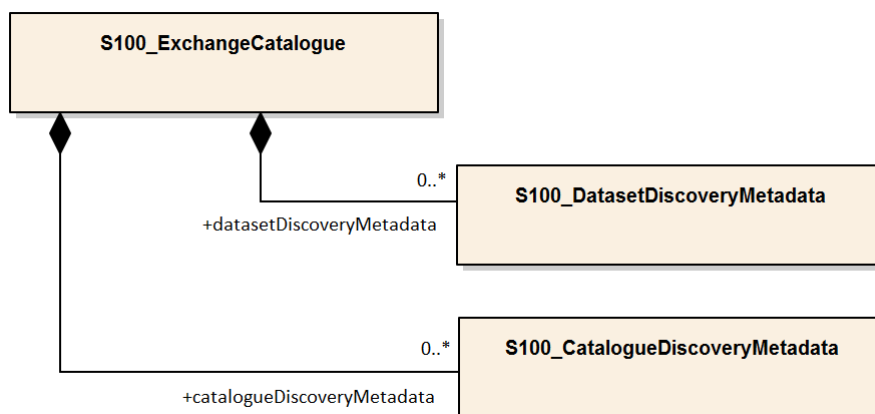 S100_ExchangeCatalogue
0..*
S100_DatasetDiscoveryMetadata
+datasetDiscoveryMetadata
0..*
S100_CatalogueDiscoveryMetadata
+catalogueDiscoveryMetadata